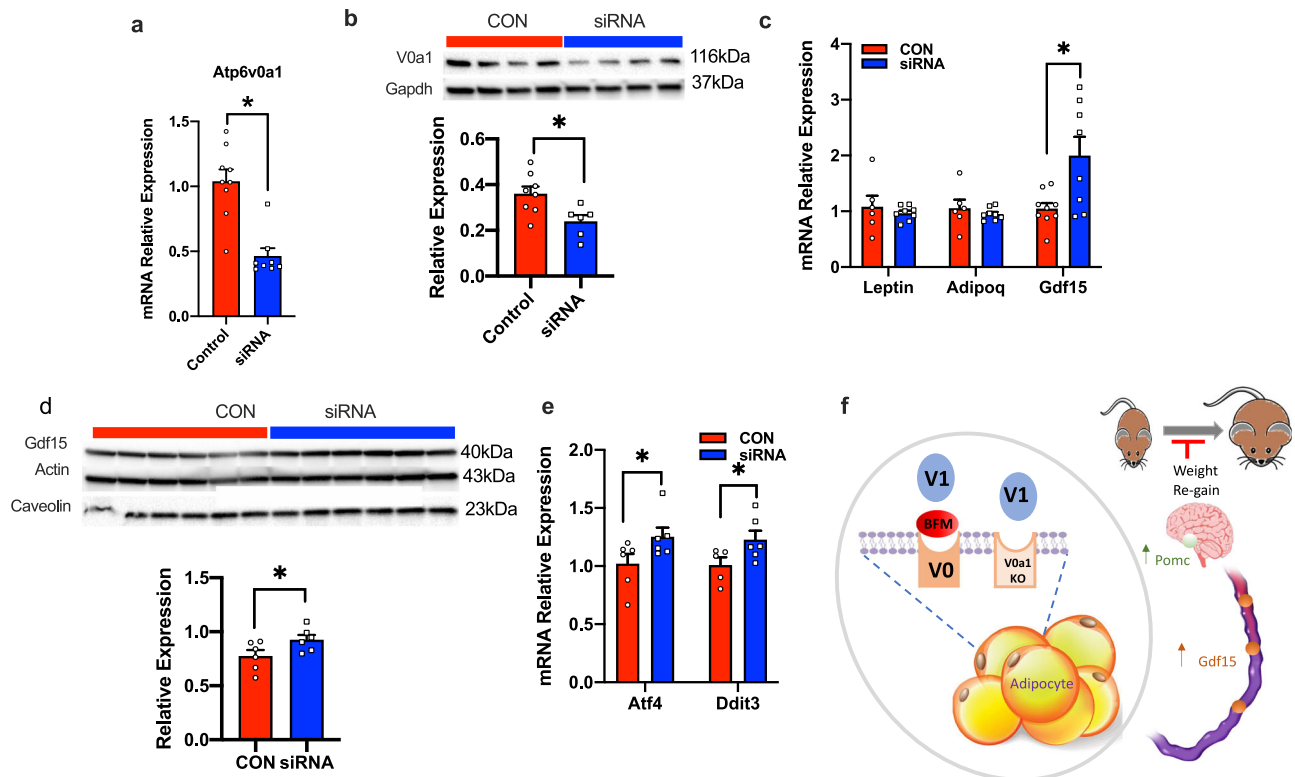 a
Atp6v0a1
*
mRNA Relative Expression
1.5
1.0
0.5
0.0
Control
siRNA
b
CON
siRNA
V0a1
116kDa
Gapdh
37kDa
*
Relative Expression
0.6
0.4
0.2
0.0
Control
siRNA
c
CON
siRNA
*
mRNA Relative Expression
4
3
2
1
0
Leptin
Adipoq
Gdf15
d
CON
siRNA
Gdf15
40kDa
Actin
43kDa
Caveolin
23kDa
*
Relative Expression
1.5
1.0
0.5
0.0
CON
siRNA
e
CON
siRNA
*
*
mRNA Relative Expression
2.0
1.5
1.0
0.5
0.0
Atf4
Ddit3
f
V1
V1
BFM
V0
V0a1
KO
Adipocyte
Weight
Re-gain
↑ Pomc
↑ Gdf15